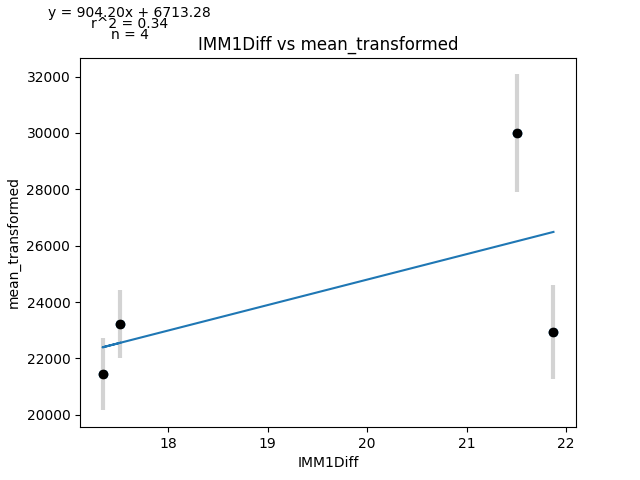 y = 904.20x + 6713.28
r^2 = 0.34
n = 4
IMM1Diff vs mean_transformed
32000
30000
28000
26000
24000
22000
20000
mean_transformed
18
19
20
21
22
IMM1Diff